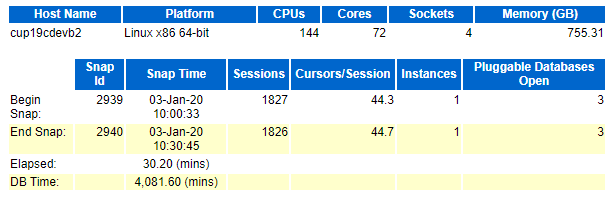 Host Name Platform CPUs Cores Sockets Memory (GB)
cup19cdevb2 Linux x86 64-bit 144 72 4 755.31
Snap Id Snap Time Sessions Cursors/Session Instances Pluggable Databases Open
Begin Snap: 2939 03-Jan-20 10:00:33 1827 44.3 1 3
End Snap: 2940 03-Jan-20 10:30:45 1826 44.7 1 3
Elapsed: 30.20 (mins)
DB Time: 4,081.60 (mins)